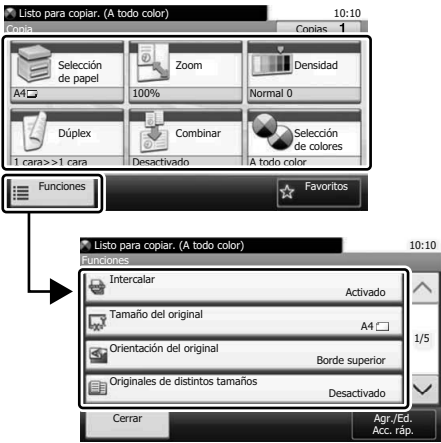 Listo para copiar. (A todo color) 10:10
Copia Copias 1
Selección de papel
A4
Zoom
100%
Densidad
Normal 0
Dúplex
1 cara>>1 cara
Combinar
Desactivado
Selección de colores
A todo color
Funciones
Favoritos
Listo para copiar. (A todo color) 10:10
Funciones
Intercalar
Activado
Tamaño del original
A4
1/5
Orientación del original
Borde superior
Originales de distintos tamaños
Desactivado
Cerrar
Agr./Ed.
Acc. ráp.